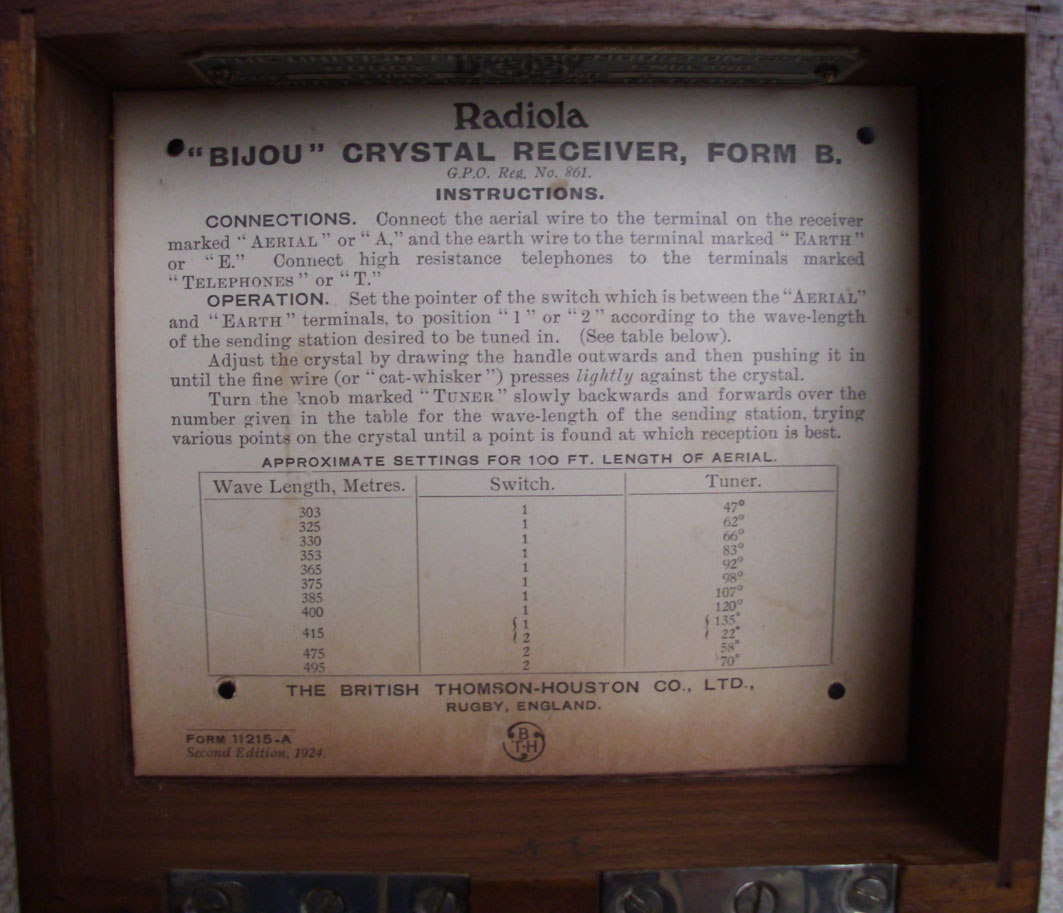 Radiola
"BIJOU" CRYSTAL RECEIVER, FORM B.
G.P.O. Reg. No. 861.
INSTRUCTIONS.
CONNECTIONS. Connect the aerial wire to the terminal on the receiver
marked "AERIAL" or "A," and the earth wire to the terminal marked "EARTH"
or "E." Connect high resistance telephones to the terminals marked
"TELEPHONES" or "T."
OPERATION. Set the pointer of the switch which is between the "AERIAL"
and "EARTH" terminals, to position "1" or "2" according to the wave-length
of the sending station desired to be tuned in. (See table below).
Adjust the crystal by drawing the handle outwards and then pushing it in
until the fine wire (or "cat-whisker") presses lightly against the crystal.
Turn the knob marked "TUNER" slowly backwards and forwards over the
number given in the table for the wave-length of the sending station, trying
various points on the crystal until a point is found at which reception is best.
APPROXIMATE SETTINGS FOR 100 FT. LENGTH OF AERIAL.
Wave Length, Metres. Switch. Tuner.
303 1 47°
325 1 62°
330 1 66°
353 1 83°
365 1 92°
375 1 98°
385 1 107°
400 1 120°
415 { 1 { 135°
2 22°
475 2 58°
495 2 70°
THE BRITISH THOMSON-HOUSTON CO., LTD.,
RUGBY, ENGLAND.
FORM 11215-A
Second Edition, 1924.
B
T-H